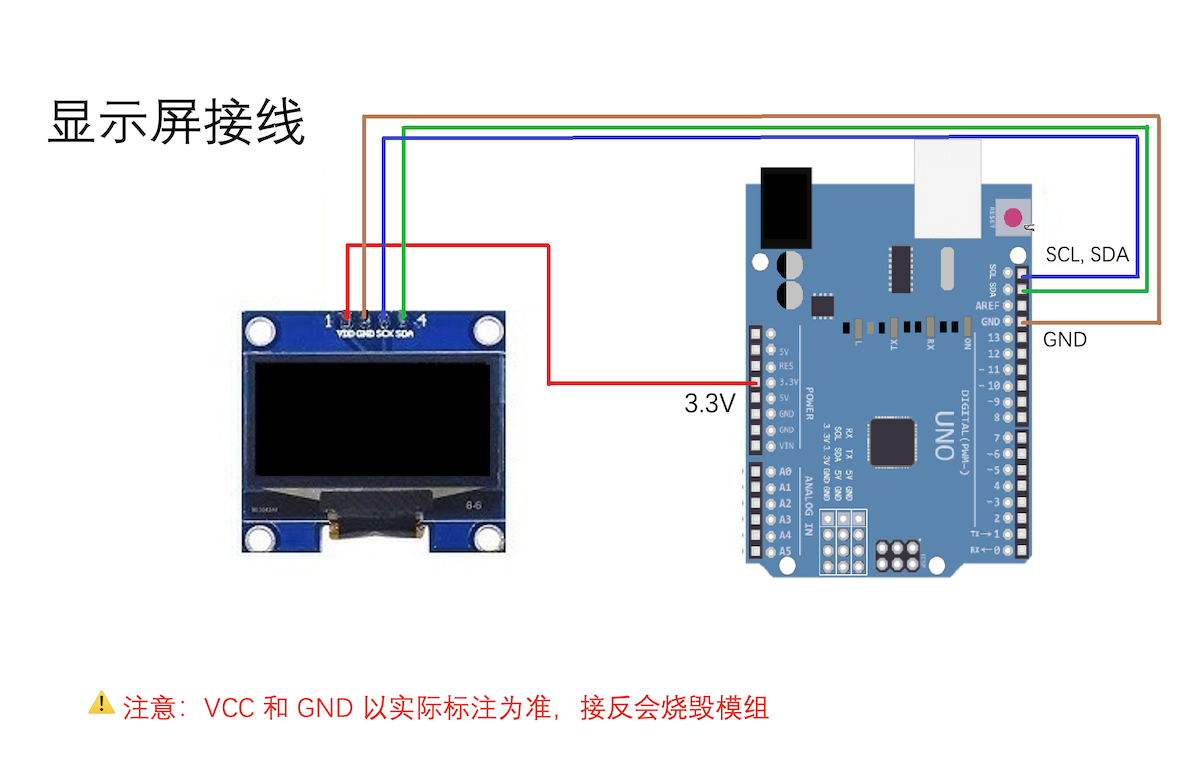 显示屏接线
RESET
SCL, SDA
SCL SDA
AREF
GND
GND
1
4
VDD GND SCK SDA
L
TX
RX
ON
13
12
~11
~10
~9
8
7
~6
~5
4
~3
2
TX→1
RX←0
DIGITAL(PWM~)
UNO
5V
RES
3.3V
5V
GND
GND
VIN
POWER
3.3V
A0
A1
A2
A3
A4
A5
ANALOG IN
RX TX 5V GND
SCL SDA 5V GND
3.3V 3.3V GND GND
注意：VCC 和 GND 以实际标注为准，接反会烧毁模组